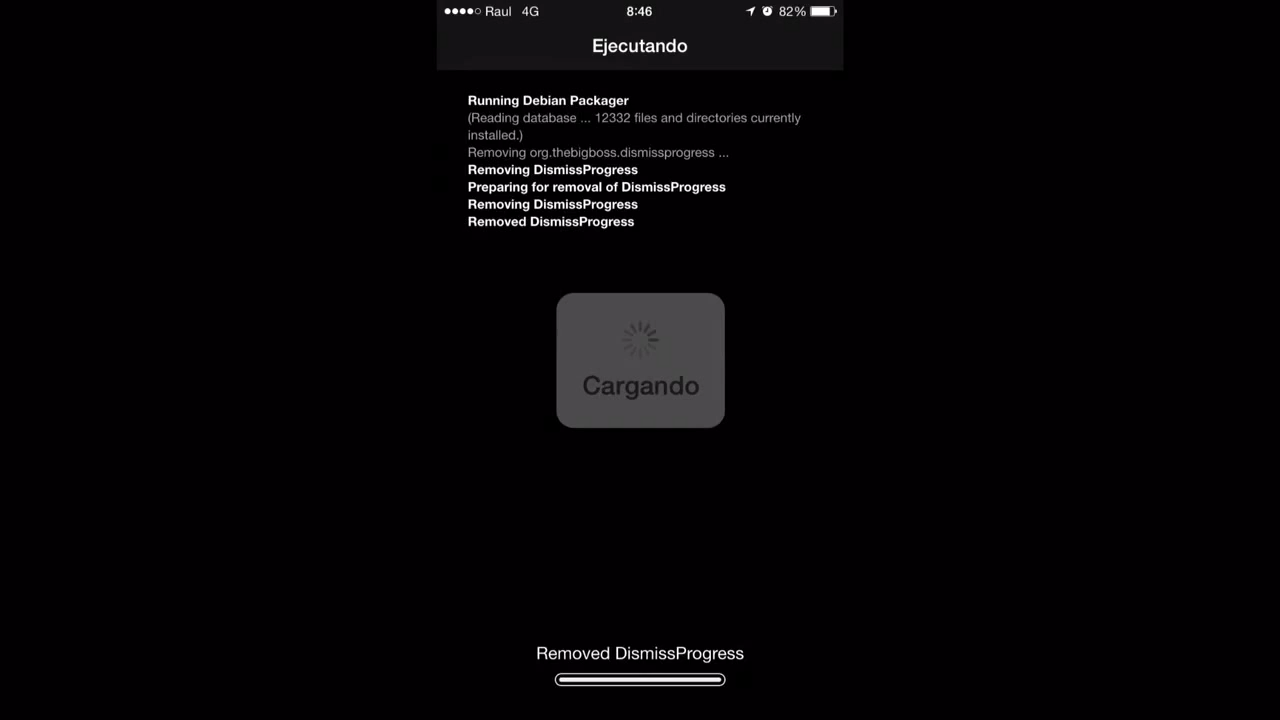 Raul 4G 8:46 82%
Ejecutando
Running Debian Packager
(Reading database ... 12332 files and directories currently
installed.)
Removing org.thebigboss.dismissprogress ...
Removing DismissProgress
Preparing for removal of DismissProgress
Removing DismissProgress
Removed DismissProgress
Cargando
Removed DismissProgress